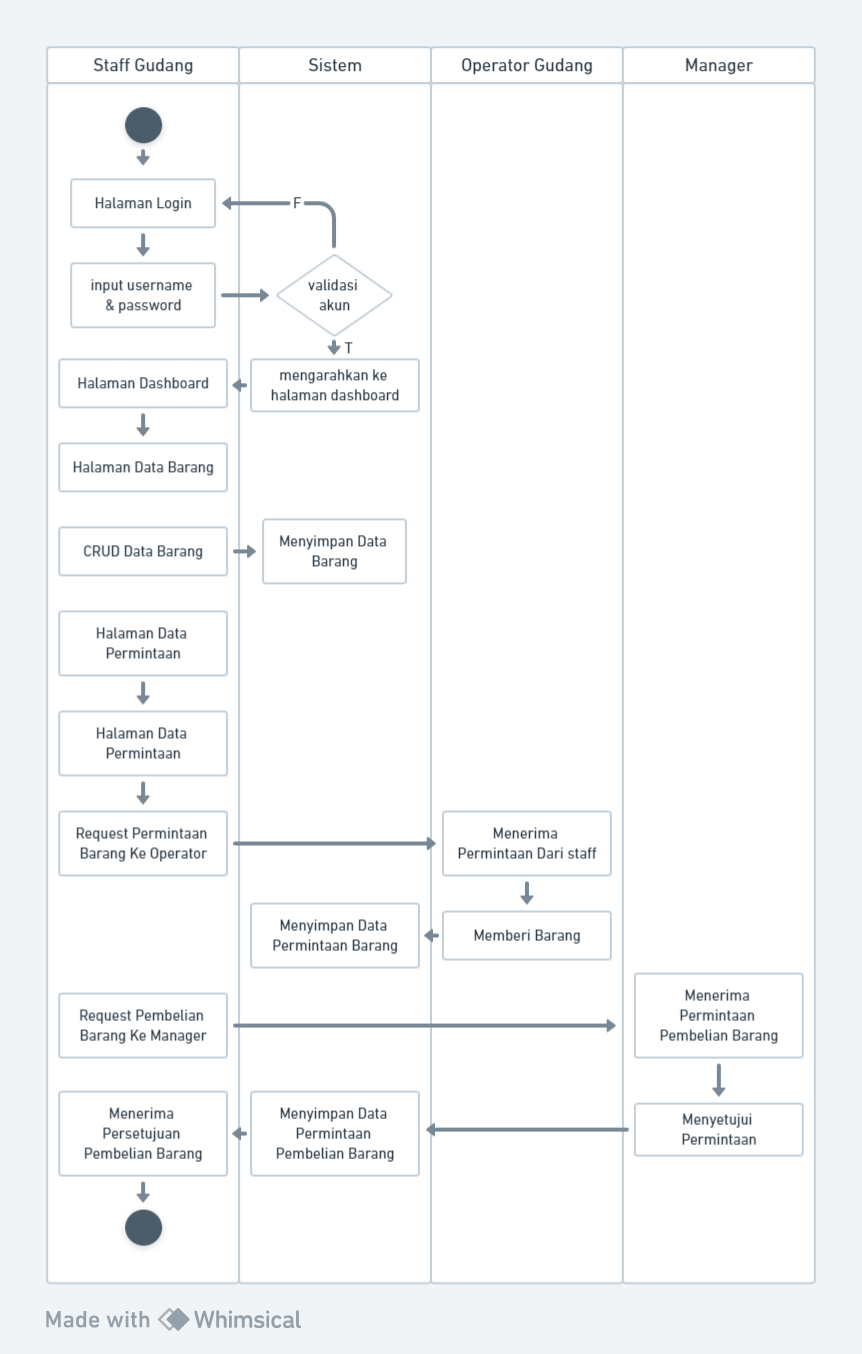 Staff Gudang
Sistem
Operator Gudang
Manager
Halaman Login
F
input username
& password
validasi
akun
T
Halaman Dashboard
mengarahkan ke
halaman dashboard
Halaman Data Barang
CRUD Data Barang
Menyimpan Data
Barang
Halaman Data
Permintaan
Halaman Data
Permintaan
Request Permintaan
Barang Ke Operator
Menerima
Permintaan Dari staff
Menyimpan Data
Permintaan Barang
Memberi Barang
Request Pembelian
Barang Ke Manager
Menerima
Permintaan
Pembelian Barang
Menerima
Persetujuan
Pembelian Barang
Menyimpan Data
Permintaan
Pembelian Barang
Menyetujui
Permintaan
Made with Whimsical